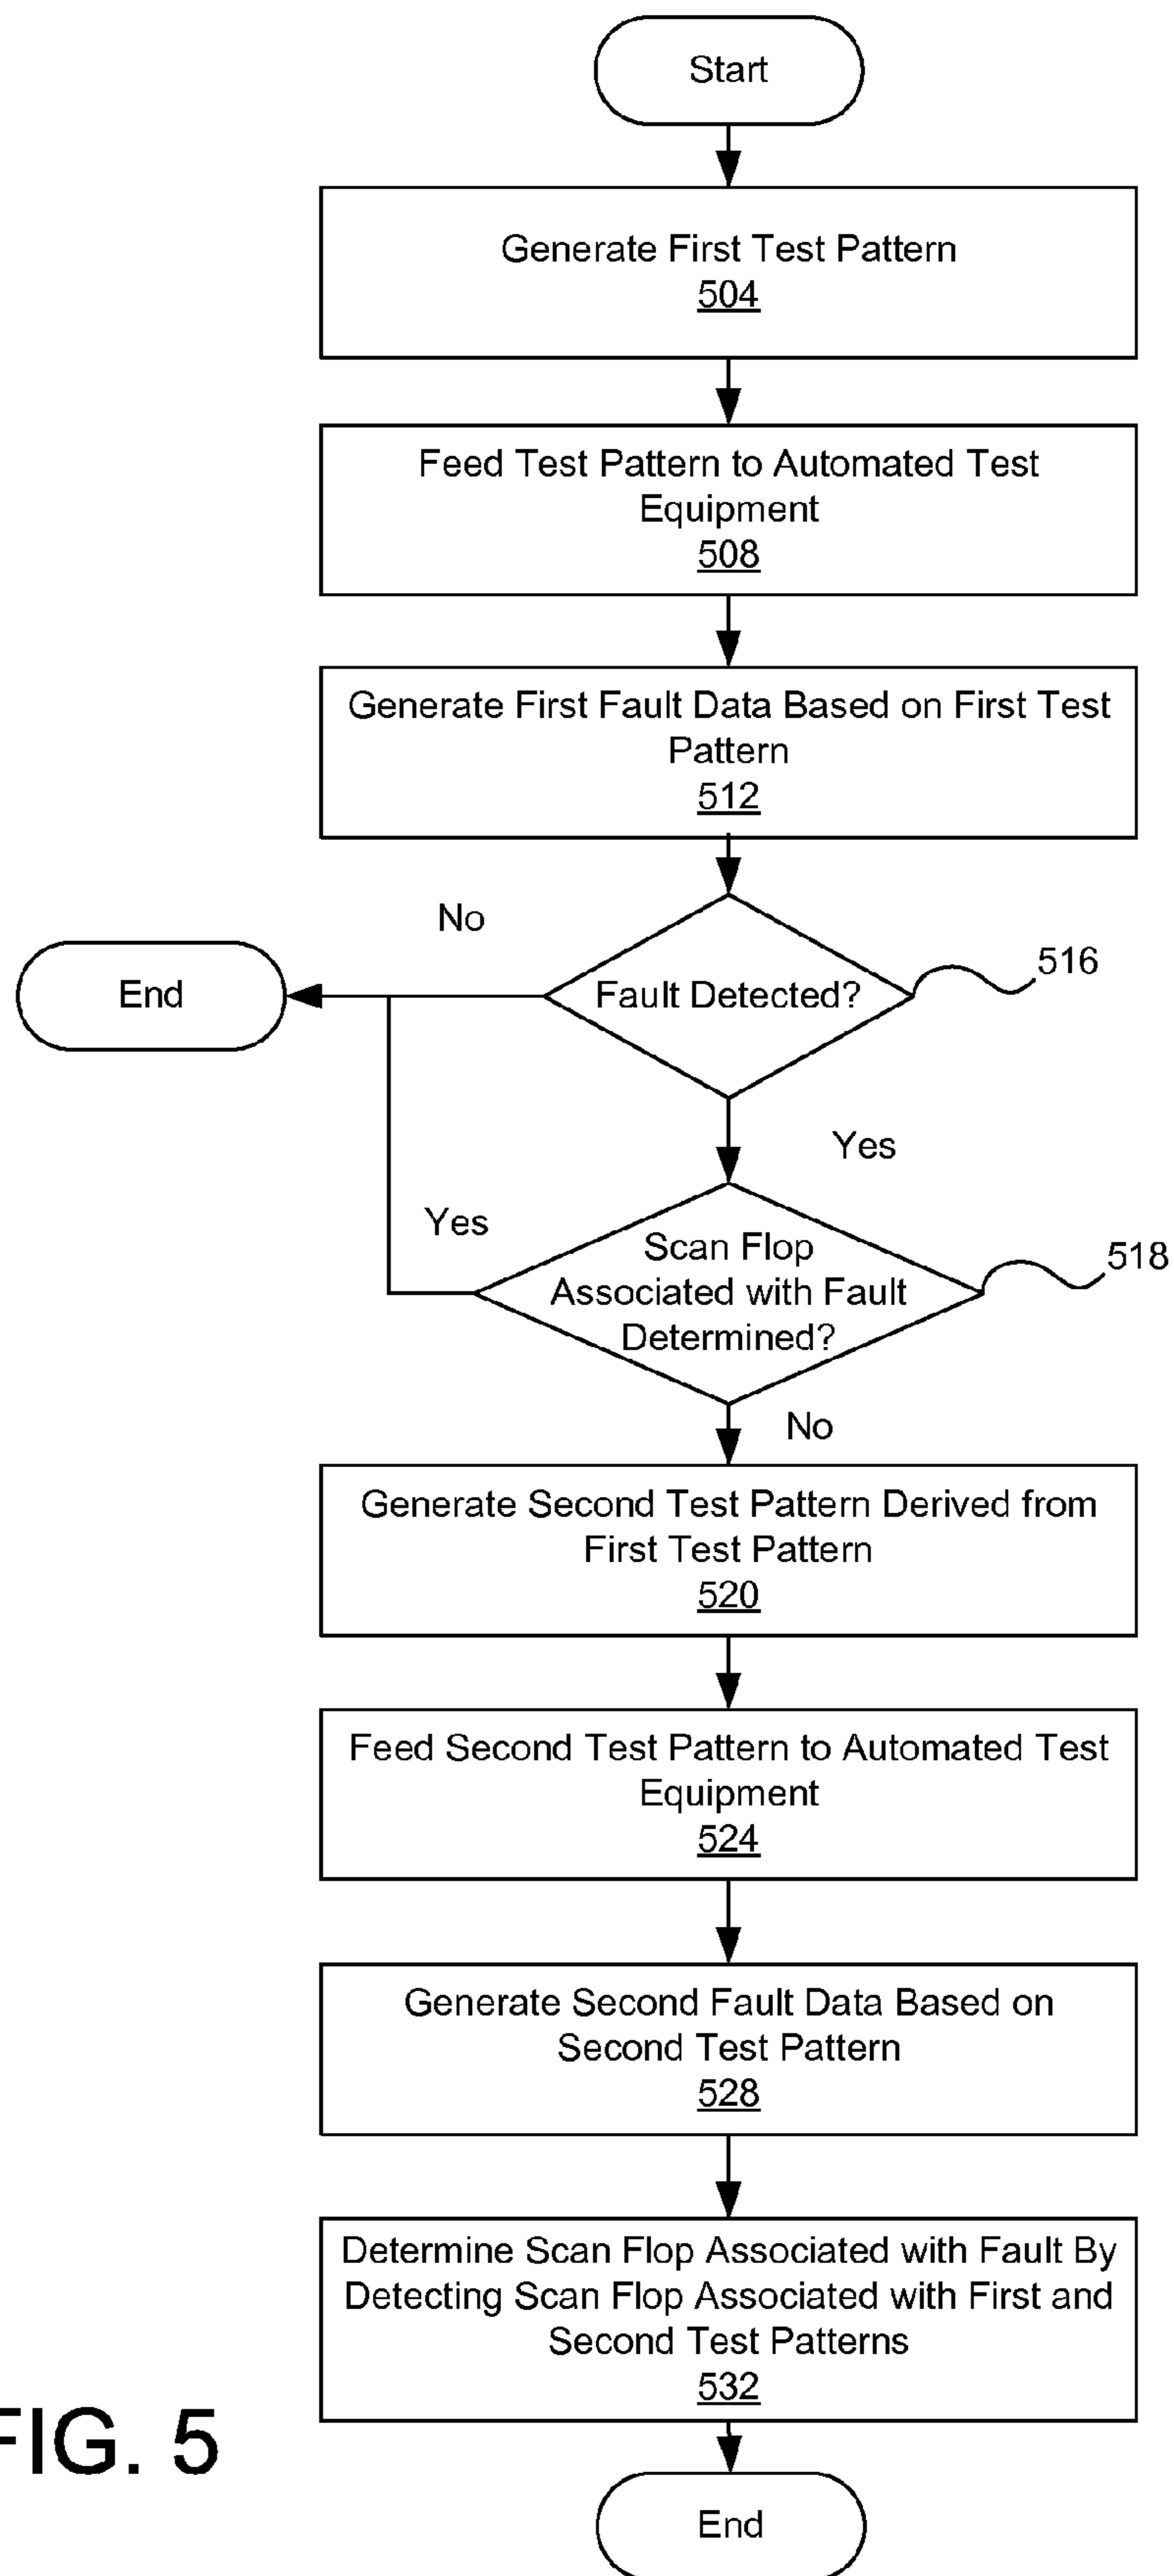 Start
Generate First Test Pattern
504
Feed Test Pattern to Automated Test
Equipment
508
Generate First Fault Data Based on First Test
Pattern
512
No
End
Fault Detected?
516
Yes
Yes
Scan Flop
Associated with Fault
Determined?
518
No
Generate Second Test Pattern Derived from
First Test Pattern
520
Feed Second Test Pattern to Automated Test
Equipment
524
Generate Second Fault Data Based on
Second Test Pattern
528
Determine Scan Flop Associated with Fault By
Detecting Scan Flop Associated with First and
Second Test Patterns
532
FIG. 5
End